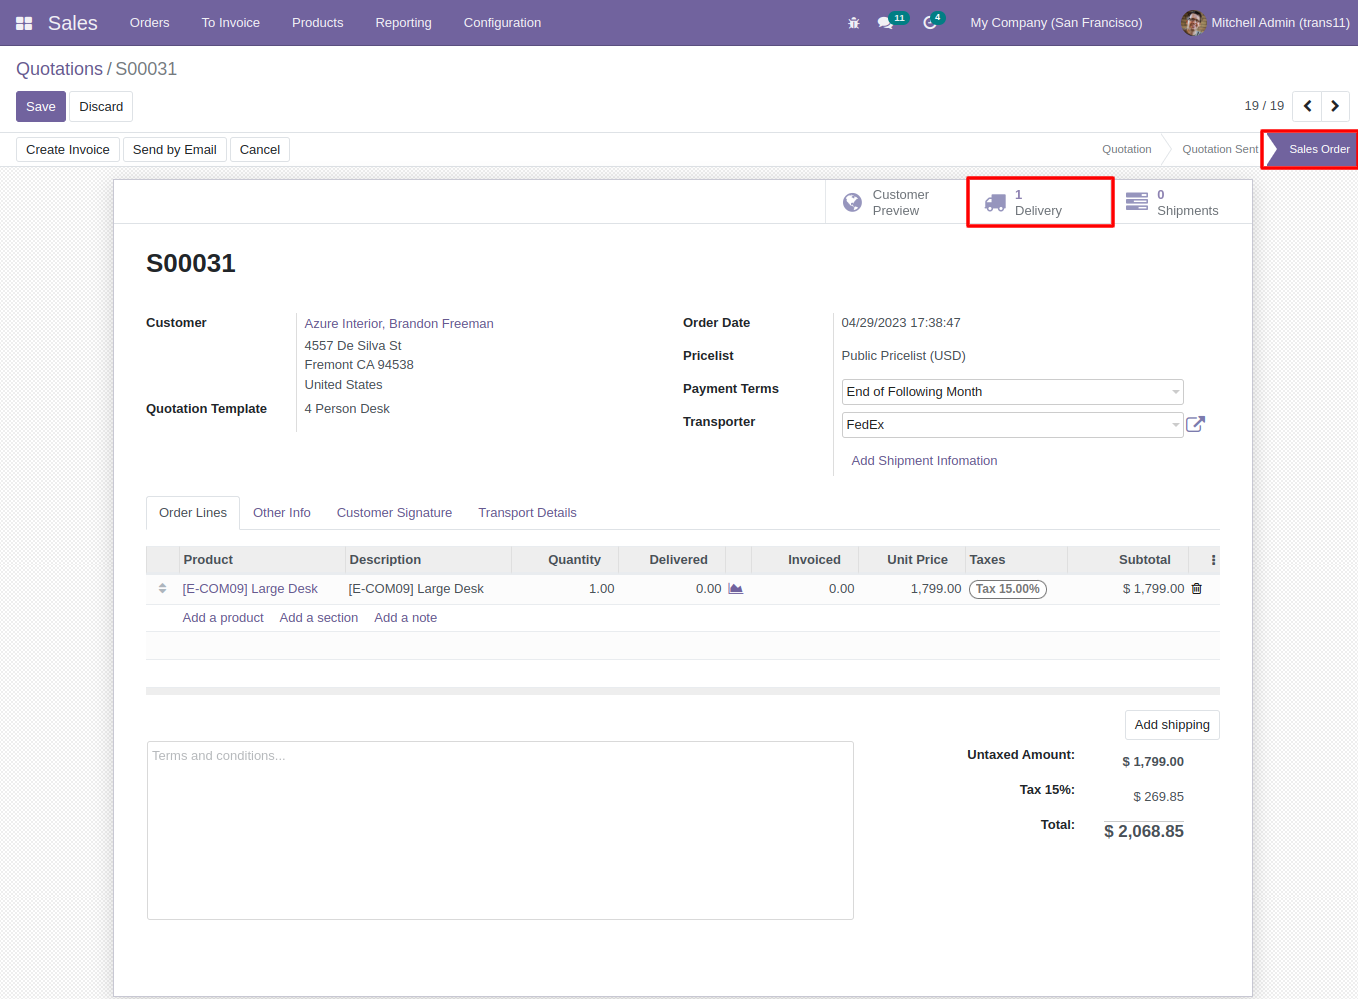 Sales Orders To Invoice Products Reporting Configuration 11 4 My Company (San Francisco) Mitchell Admin (trans11)
Quotations / S00031
Save Discard 19 / 19
Create Invoice Send by Email Cancel Quotation Quotation Sent Sales Order
Customer Preview
1 Delivery
0 Shipments
S00031
Customer
Azure Interior, Brandon Freeman
4557 De Silva St
Fremont CA 94538
United States
Quotation Template 4 Person Desk
Order Date 04/29/2023 17:38:47
Pricelist Public Pricelist (USD)
Payment Terms End of Following Month
Transporter FedEx
Add Shipment Infomation
Order Lines Other Info Customer Signature Transport Details
Product Description Quantity Delivered Invoiced Unit Price Taxes Subtotal
[E-COM09] Large Desk [E-COM09] Large Desk 1.00 0.00 0.00 1,799.00 Tax 15.00% $ 1,799.00
Add a product Add a section Add a note
Add shipping
Terms and conditions...
Untaxed Amount: $ 1,799.00
Tax 15%: $ 269.85
Total: $ 2,068.85